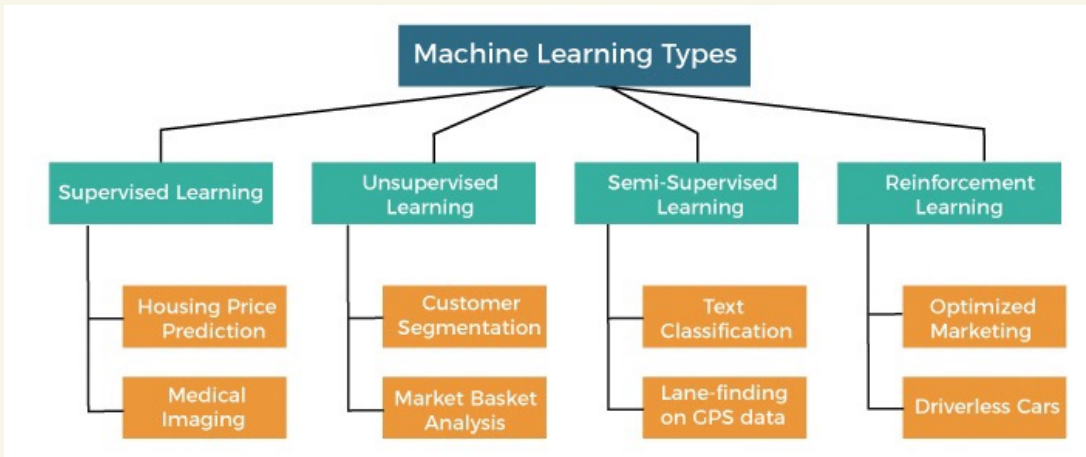 Machine Learning Types
Supervised Learning
Unsupervised
Learning
Semi-Supervised
Learning
Reinforcement
Learning
Housing Price
Prediction
Customer
Segmentation
Text
Classification
Optimized
Marketing
Medical
Imaging
Market Basket
Analysis
Lane-finding
on GPS data
Driverless Cars